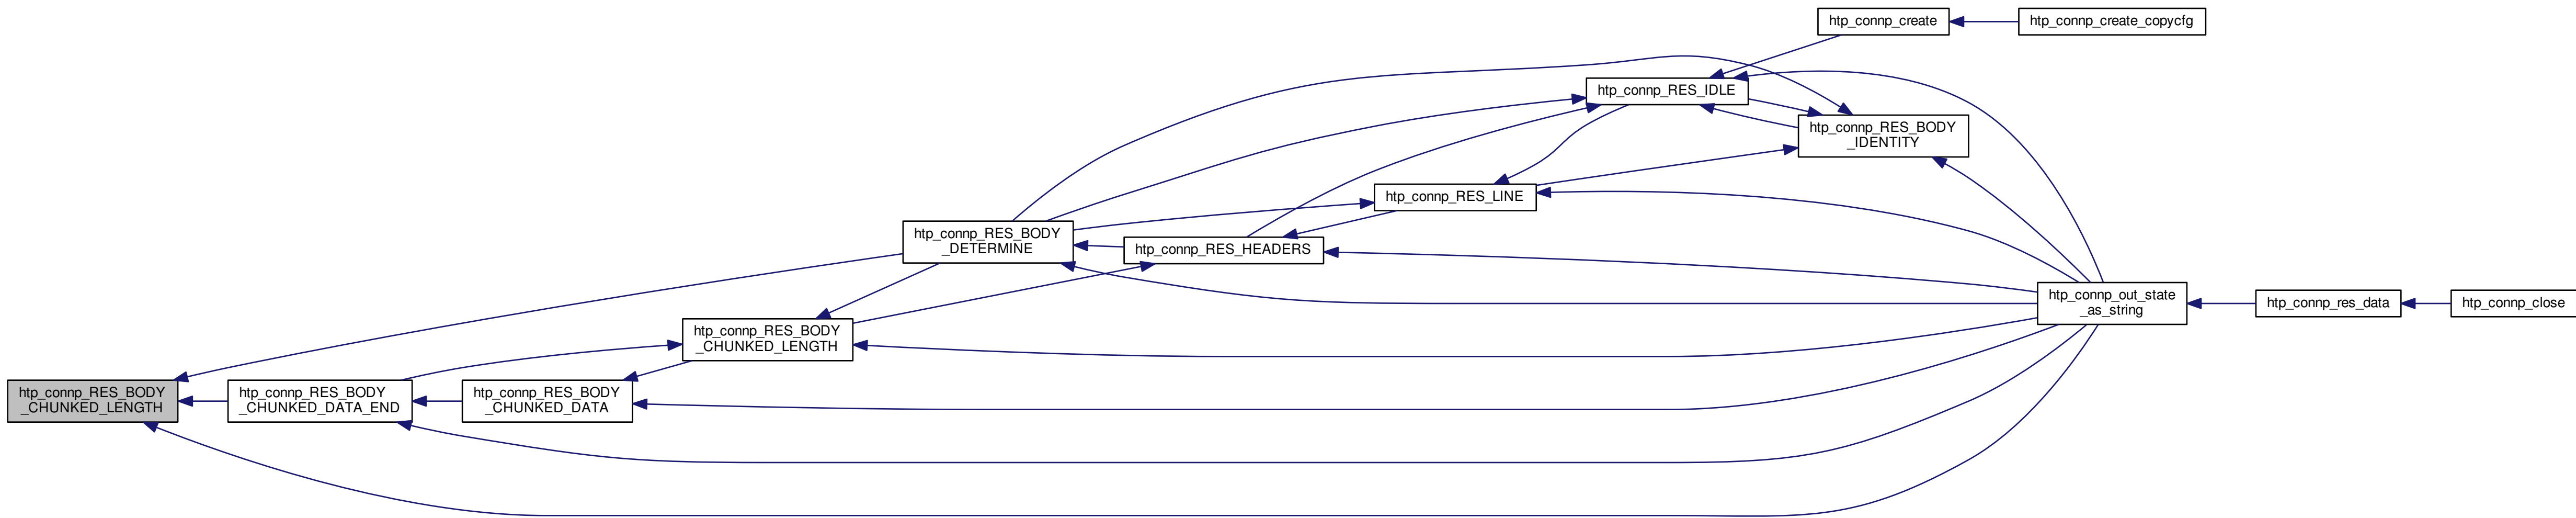 htp_connp_create
htp_connp_create_copycfg
htp_connp_RES_IDLE
htp_connp_RES_BODY
_IDENTITY
htp_connp_RES_LINE
htp_connp_RES_BODY
_DETERMINE
htp_connp_RES_HEADERS
htp_connp_out_state
_as_string
htp_connp_res_data
htp_connp_close
htp_connp_RES_BODY
_CHUNKED_LENGTH
htp_connp_RES_BODY
_CHUNKED_LENGTH
htp_connp_RES_BODY
_CHUNKED_DATA_END
htp_connp_RES_BODY
_CHUNKED_DATA